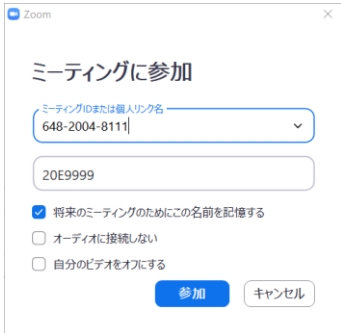 Zoom
ミーティングに参加
ミーティングIDまたは個人リンク名
648-2004-8111
20E9999
将来のミーティングのためにこの名前を記憶する
オーディオに接続しない
自分のビデオをオフにする
参加 キャンセル